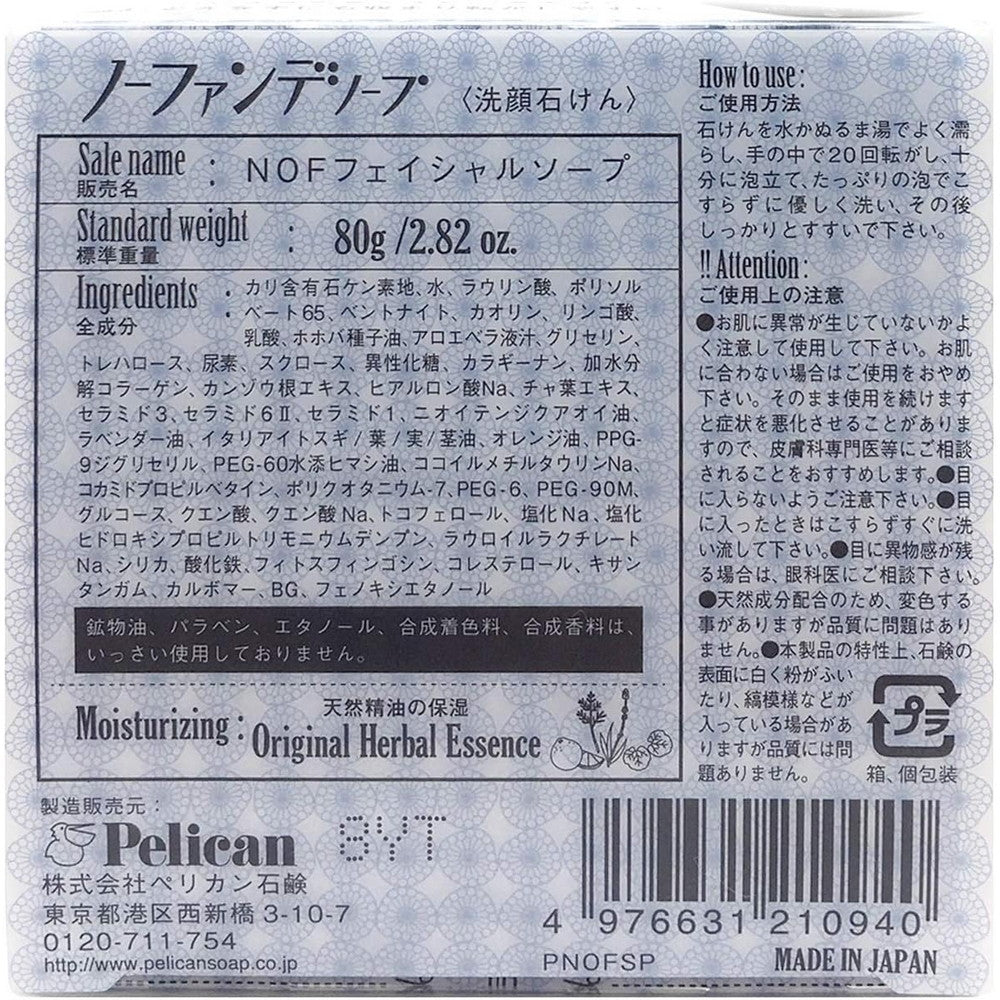 ノーファンデソープ 〈洗顔石けん〉
Sale name : NOFフェイシャルソープ
販売名
Standard weight : 80g /2.82 oz.
標準重量
Ingredients : カリ含有石ケン素地、水、ラウリン酸、ポリソル
全成分 ベート65、ベントナイト、カオリン、リンゴ酸、
乳酸、ホホバ種子油、アロエベラ液汁、グリセリン、
トレハロース、尿素、スクロース、異性化糖、カラギーナン、加水分
解コラーゲン、カンゾウ根エキス、ヒアルロン酸Na、チャ葉エキス、
セラミド3、セラミド6Ⅱ、セラミド1、ニオイテンジクアオイ油、
ラベンダー油、イタリアイトスギ/葉/実/茎油、オレンジ油、PPG-
9ジグリセリル、PEG-60水添ヒマシ油、ココイルメチルタウリンNa、
コカミドプロピルベタイン、ポリクオタニウム-7、PEG-6、PEG-90M、
グルコース、クエン酸、クエン酸Na、トコフェロール、塩化Na、塩化
ヒドロキシプロピルトリモニウムデンプン、ラウロイルラクチレート
Na、シリカ、酸化鉄、フィトスフィンゴシン、コレステロール、キサン
タンガム、カルボマー、BG、フェノキシエタノール
鉱物油、パラベン、エタノール、合成着色料、合成香料は、
いっさい使用しておりません。
Moisturizing : 天然精油の保湿
Original Herbal Essence
How to use :
ご使用方法
石けんを水かぬるま湯でよく濡
らし、手の中で20回転がし、十
分に泡立て、たっぷりの泡でこ
すらずに優しく洗い、その後
しっかりとすすいで下さい。
!! Attention :
ご使用上の注意
●お肌に異常が生じていないかよ
く注意して使用して下さい。お肌
に合わない場合はご使用をおやめ
下さい。そのまま使用を続けます
と症状を悪化させることがありま
すので、皮膚科専門医等にご相談
されることをおすすめします。●目
に入らないようご注意下さい。●目
に入ったときはこすらずすぐに洗
い流して下さい。●目に異物感が残
る場合は、眼科医にご相談下さい。
●天然成分配合のため、変色する
事がありますが品質に問題はあり
ません。●本製品の特性上、石鹸の
表面に白く粉がふい
たり、縞模様などが
入っている場合があ
りますが品質には問
題ありません。
プラ
箱、個包装
製造販売元：
Pelican
8YT
株式会社ペリカン石鹸
東京都港区西新橋3-10-7
0120-711-754
http://www.pelicansoap.co.jp
4 976631 210940
PNOFSP
MADE IN JAPAN